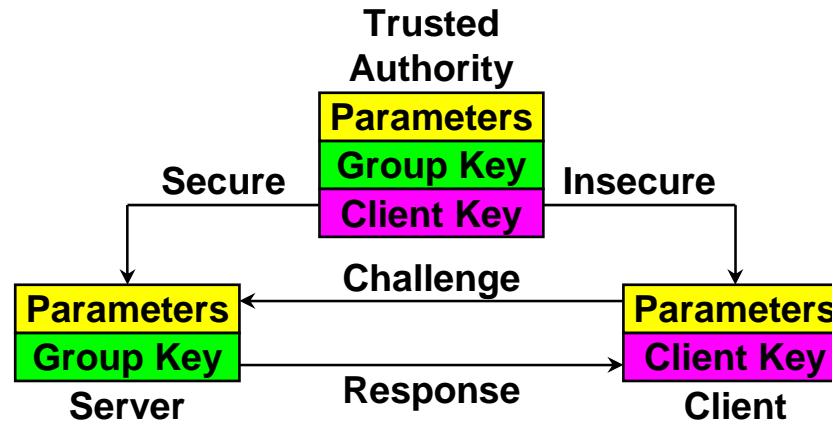 Trusted
Authority
Parameters
Group Key
Client Key
Secure
Insecure
Challenge
Parameters
Group Key
Server
Response
Parameters
Client Key
Client